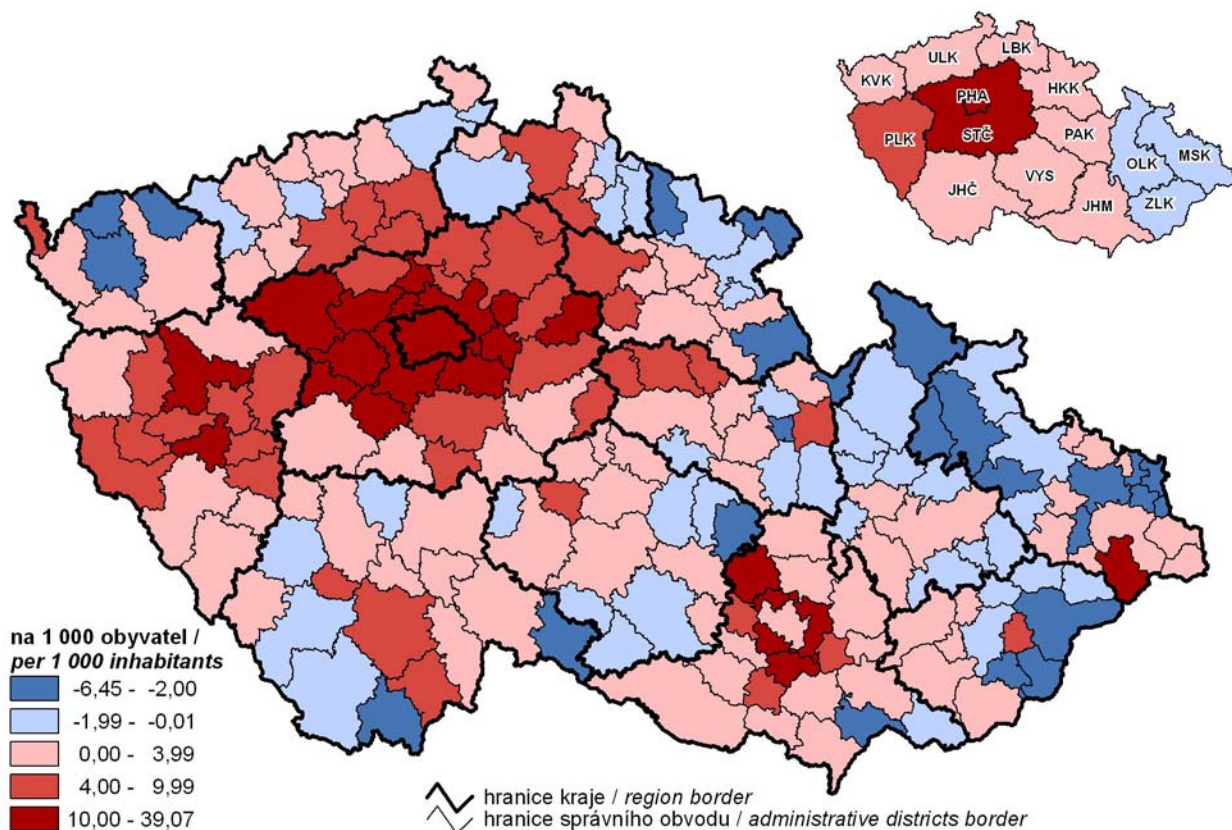 LBK
ULK
KVK
HKK
PHA
STČ
PLK
PAK
OLK
MSK
VYS
JHČ
ZLK
JHM
na 1 000 obyvatel /
per 1 000 inhabitants
-6,45 - -2,00
-1,99 - -0,01
0,00 - 3,99
4,00 - 9,99
10,00 - 39,07
hranice kraje / region border
hranice správního obvodu / administrative districts border